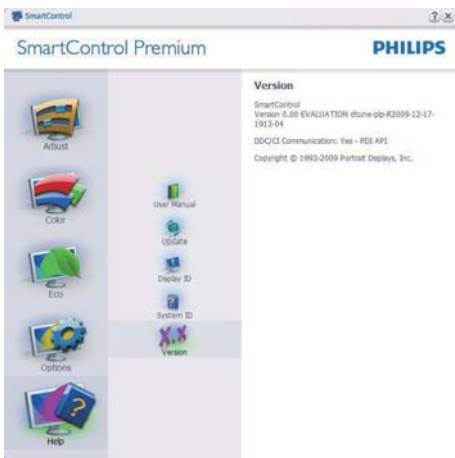 SmartControl
SmartControl Premium
PHILIPS
Adjust
Color
Eco
Options
Help
User Manual
Update
Display ID
System ID
Version
Version
SmartControl
Version 0.00 EVALUATION dtune-plp-R2009-12-17-
1913-04
DDC/CI Communication: Yes - PDI API
Copyright © 1993-2009 Portrait Displays, Inc.